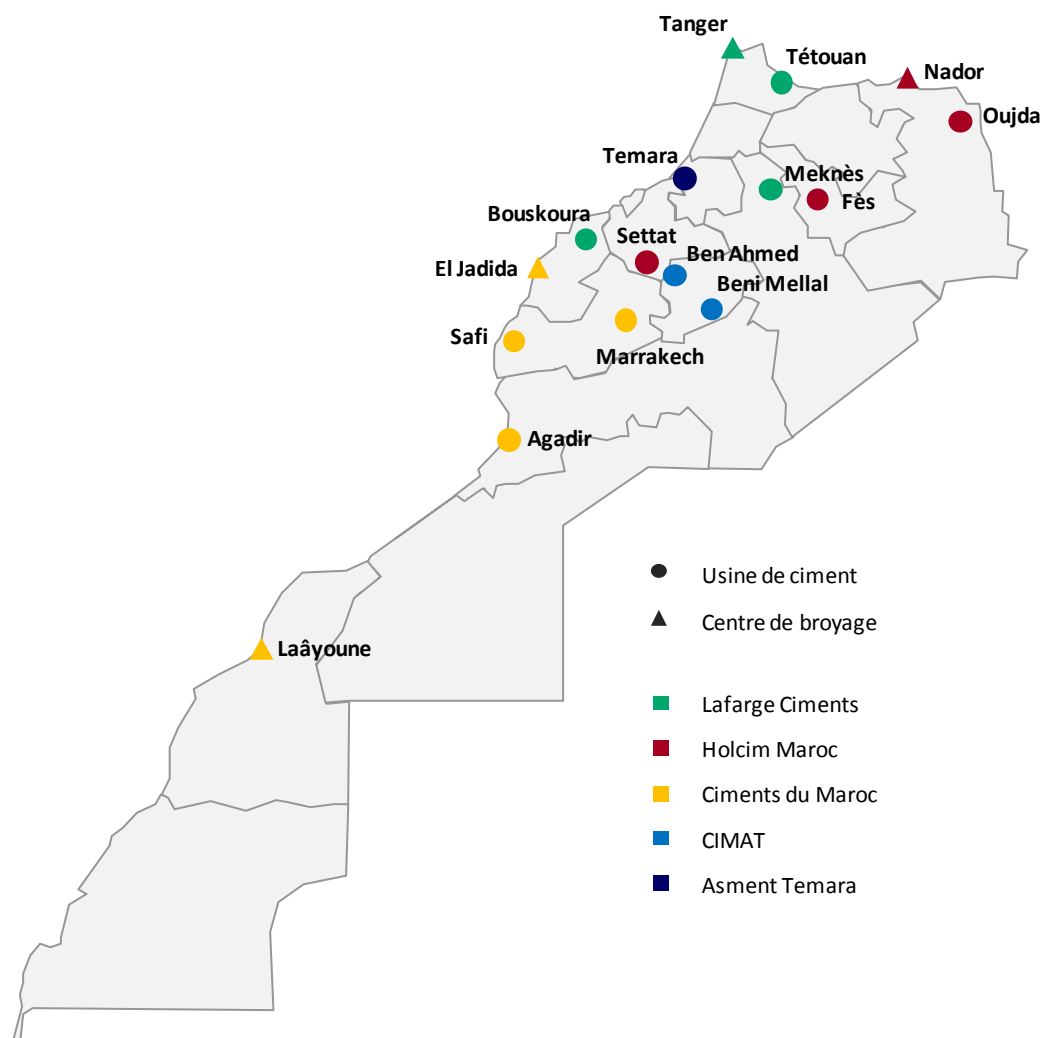 Tanger
Tétouan
Nador
Oujda
Temara
Meknès
Fès
Bouskoura
Settat
Ben Ahmed
El Jadida
Beni Mellal
Safi
Marrakech
Agadir
Usine de ciment
Centre de broyage
Laâyoune
Lafarge Ciments
Holcim Maroc
Ciments du Maroc
CIMAT
Asment Temara